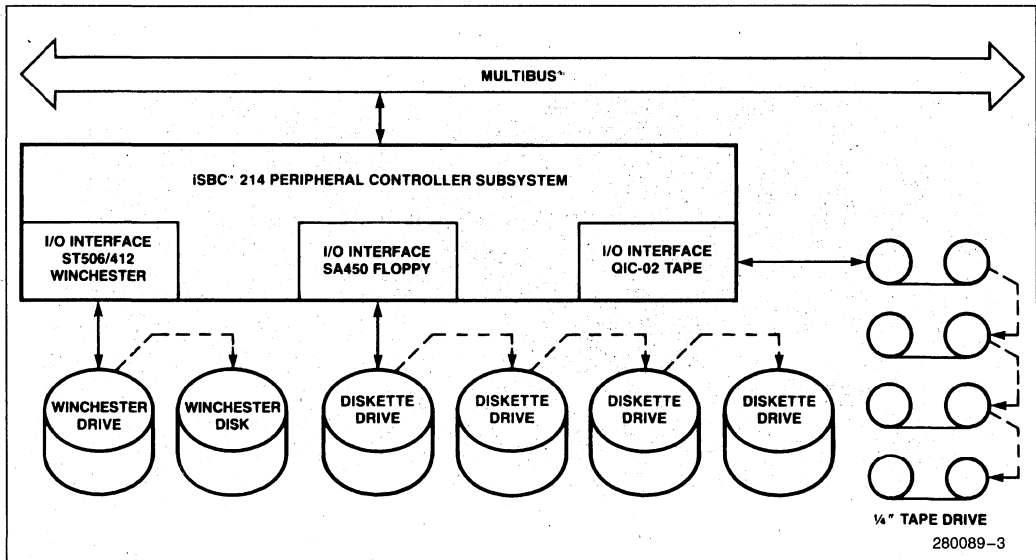 MULTIBUS*
iSBC* 214 PERIPHERAL CONTROLLER SUBSYSTEM
I/O INTERFACE
ST506/412
WINCHESTER
I/O INTERFACE
SA450 FLOPPY
I/O INTERFACE
QIC-02 TAPE
WINCHESTER
DRIVE
WINCHESTER
DISK
DISKETTE
DRIVE
DISKETTE
DRIVE
DISKETTE
DRIVE
DISKETTE
DRIVE
¼" TAPE DRIVE
280089–3